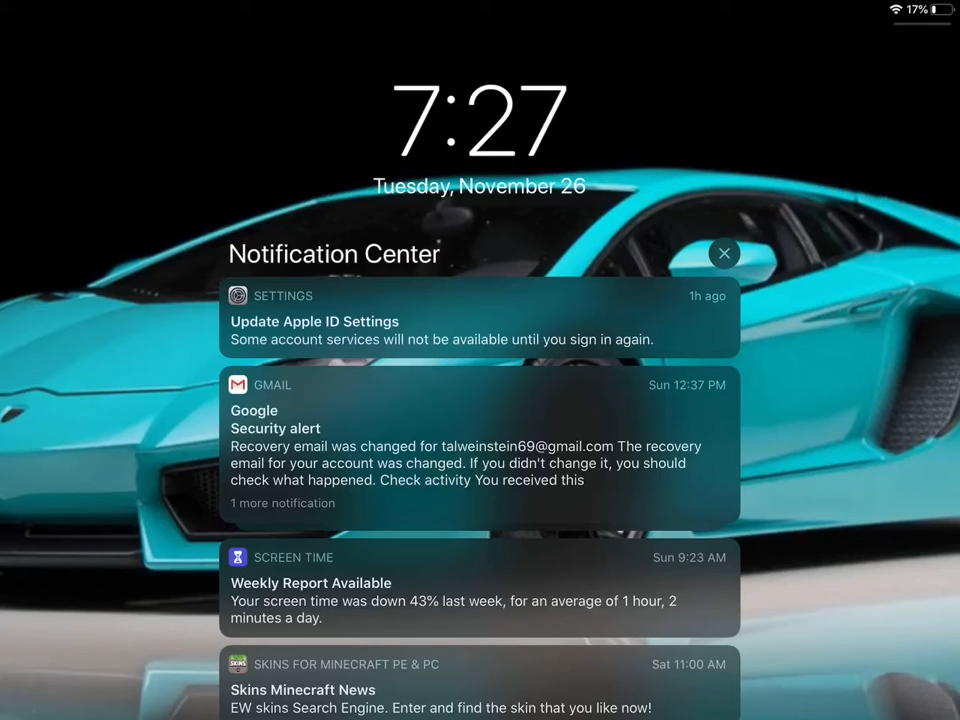 17%
7:27
Tuesday, November 26
Notification Center
SETTINGS
1h ago
Update Apple ID Settings
Some account services will not be available until you sign in again.
GMAIL
Sun 12:37 PM
Google
Security alert
Recovery email was changed for talweinstein69@gmail.com The recovery
email for your account was changed. If you didn't change it, you should
check what happened. Check activity You received this
1 more notification
SCREEN TIME
Sun 9:23 AM
Weekly Report Available
Your screen time was down 43% last week, for an average of 1 hour, 2
minutes a day.
SKINS
SKINS FOR MINECRAFT PE & PC
Sat 11:00 AM
Skins Minecraft News
EW skins Search Engine. Enter and find the skin that you like now!